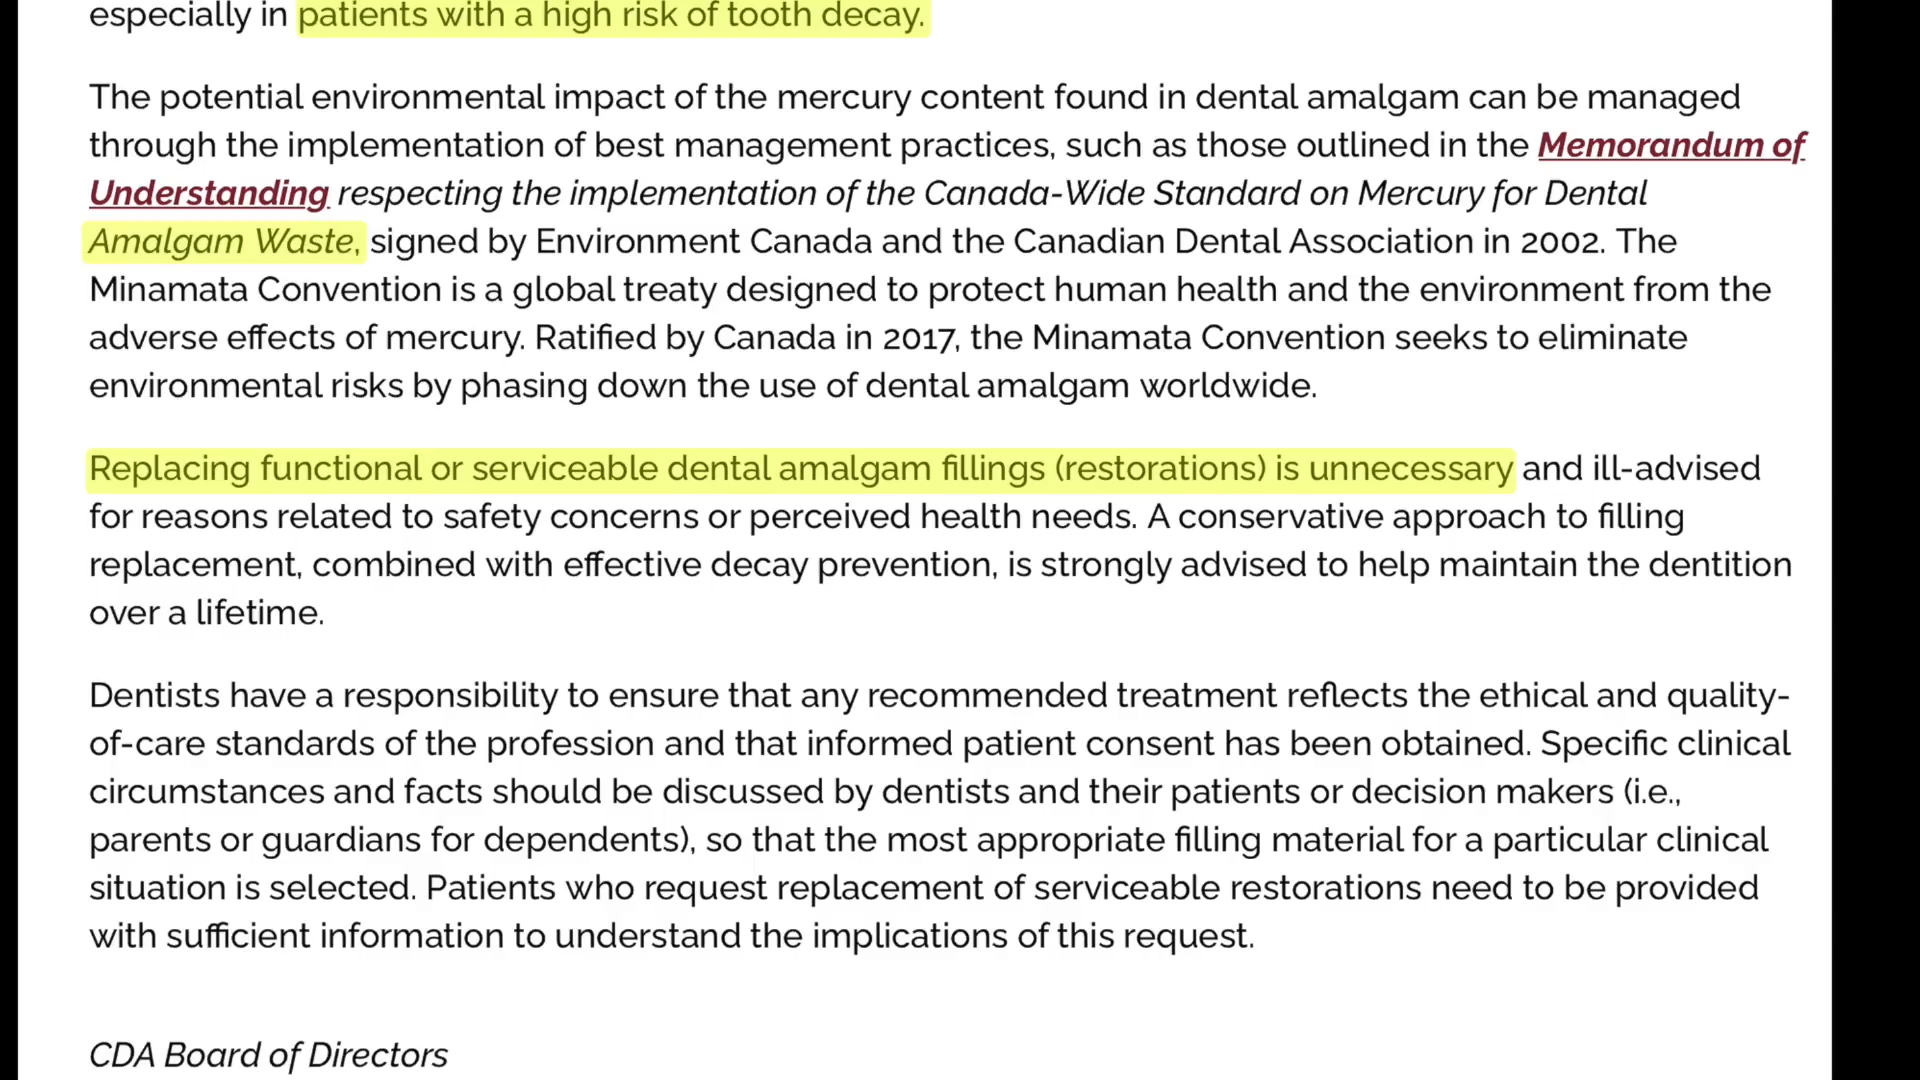 especially in patients with a high risk of tooth decay.
The potential environmental impact of the mercury content found in dental amalgam can be managed
through the implementation of best management practices, such as those outlined in the Memorandum of
Understanding respecting the implementation of the Canada-Wide Standard on Mercury for Dental
Amalgam Waste, signed by Environment Canada and the Canadian Dental Association in 2002. The
Minamata Convention is a global treaty designed to protect human health and the environment from the
adverse effects of mercury. Ratified by Canada in 2017, the Minamata Convention seeks to eliminate
environmental risks by phasing down the use of dental amalgam worldwide.
Replacing functional or serviceable dental amalgam fillings (restorations) is unnecessary and ill-advised
for reasons related to safety concerns or perceived health needs. A conservative approach to filling
replacement, combined with effective decay prevention, is strongly advised to help maintain the dentition
over a lifetime.
Dentists have a responsibility to ensure that any recommended treatment reflects the ethical and quality-
of-care standards of the profession and that informed patient consent has been obtained. Specific clinical
circumstances and facts should be discussed by dentists and their patients or decision makers (i.e.,
parents or guardians for dependents), so that the most appropriate filling material for a particular clinical
situation is selected. Patients who request replacement of serviceable restorations need to be provided
with sufficient information to understand the implications of this request.
CDA Board of Directors